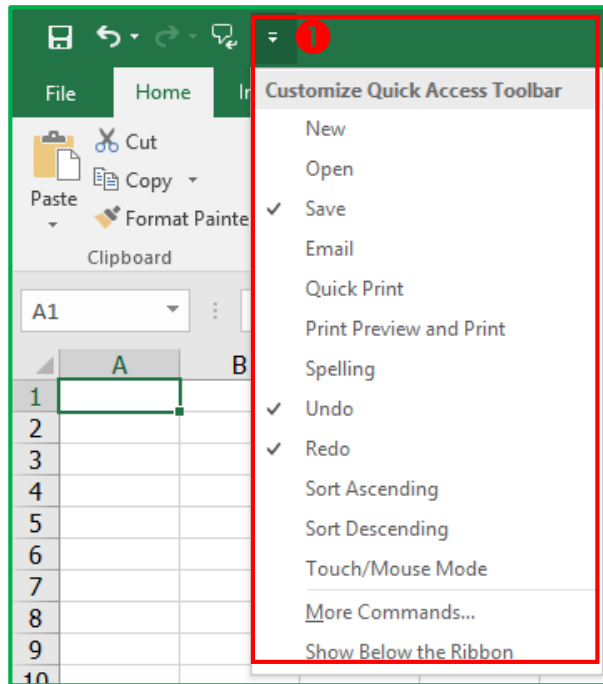 1
File Home In
Customize Quick Access Toolbar
New
Open
Save
Email
Quick Print
Print Preview and Print
Spelling
Undo
Redo
Sort Ascending
Sort Descending
Touch/Mouse Mode
More Commands...
Show Below the Ribbon
Cut
Copy
Format Painte
Paste
Clipboard
A1
A B
1
2
3
4
5
6
7
8
9
10